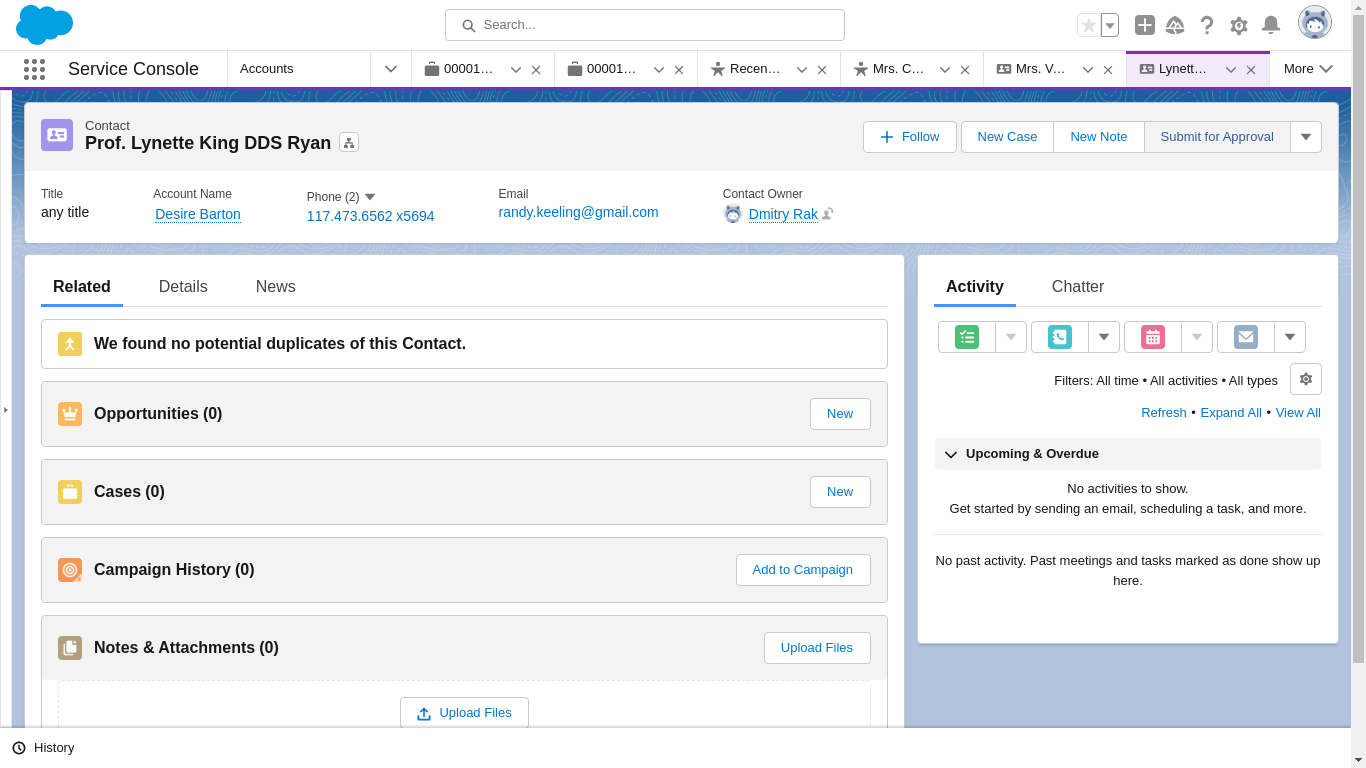 Search...
Service Console
Accounts
00001...
00001...
Recen...
Mrs. C...
Mrs. V...
Lynett...
More
Contact
Prof. Lynette King DDS Ryan
Follow
New Case
New Note
Submit for Approval
Title
Account Name
Phone (2)
Email
Contact Owner
any title
Desire Barton
117.473.6562 x5694
randy.keeling@gmail.com
Dmitry Rak
Related
Details
News
We found no potential duplicates of this Contact.
Opportunities (0)
New
Cases (0)
New
Campaign History (0)
Add to Campaign
Notes & Attachments (0)
Upload Files
Upload Files
Activity
Chatter
Filters: All time • All activities • All types
Refresh • Expand All • View All
Upcoming & Overdue
No activities to show.
Get started by sending an email, scheduling a task, and more.
No past activity. Past meetings and tasks marked as done show up
here.
History